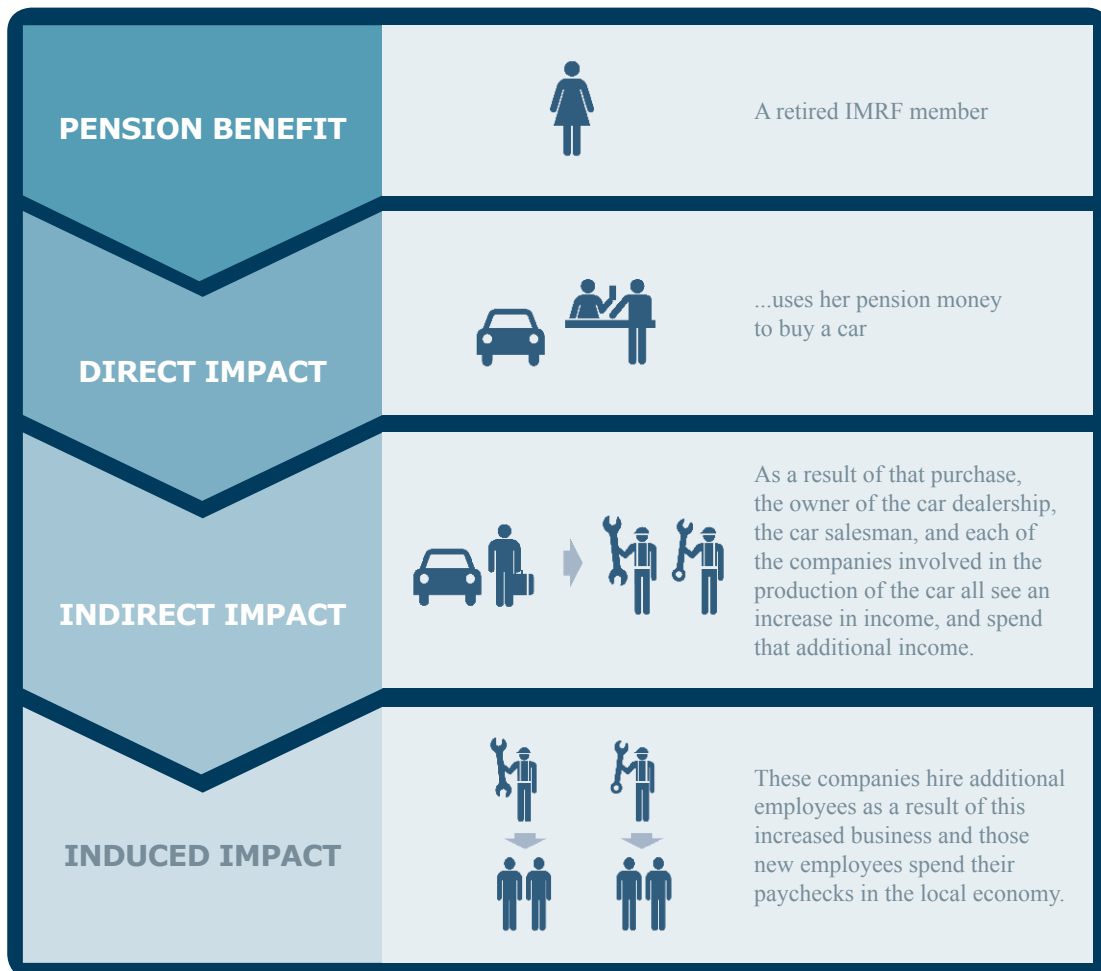 PENSION BENEFIT
A retired IMRF member
DIRECT IMPACT
...uses her pension money
to buy a car
INDIRECT IMPACT
As a result of that purchase,
the owner of the car dealership,
the car salesman, and each of
the companies involved in the
production of the car all see an
increase in income, and spend
that additional income.
INDUCED IMPACT
These companies hire additional
employees as a result of this
increased business and those
new employees spend their
paychecks in the local economy.